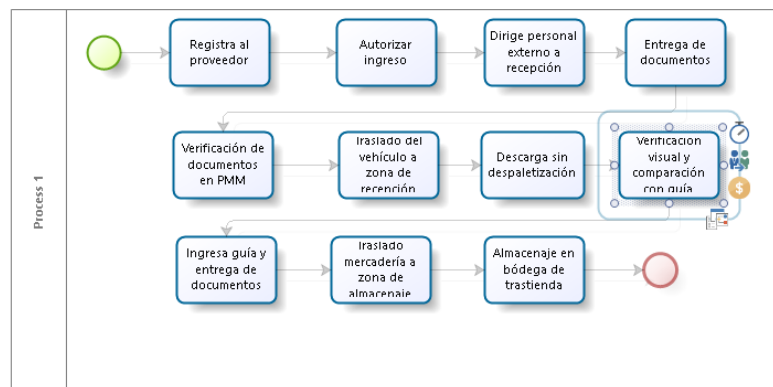 Process 1
Registra al
proveedor
Autorizar
ingreso
Dirige personal
externo a
recepción
Entrega de
documentos
Verificación de
documentos
en PMM
Traslado del
vehículo a
zona de
recención
Descarga sin
despaletización
Verificación
visual y
comparación
con guía
Ingresa guía y
entrega de
documentos
Traslado
mercadería a
zona de
almacenaje
Almacenaje en
bódega de
trastienda